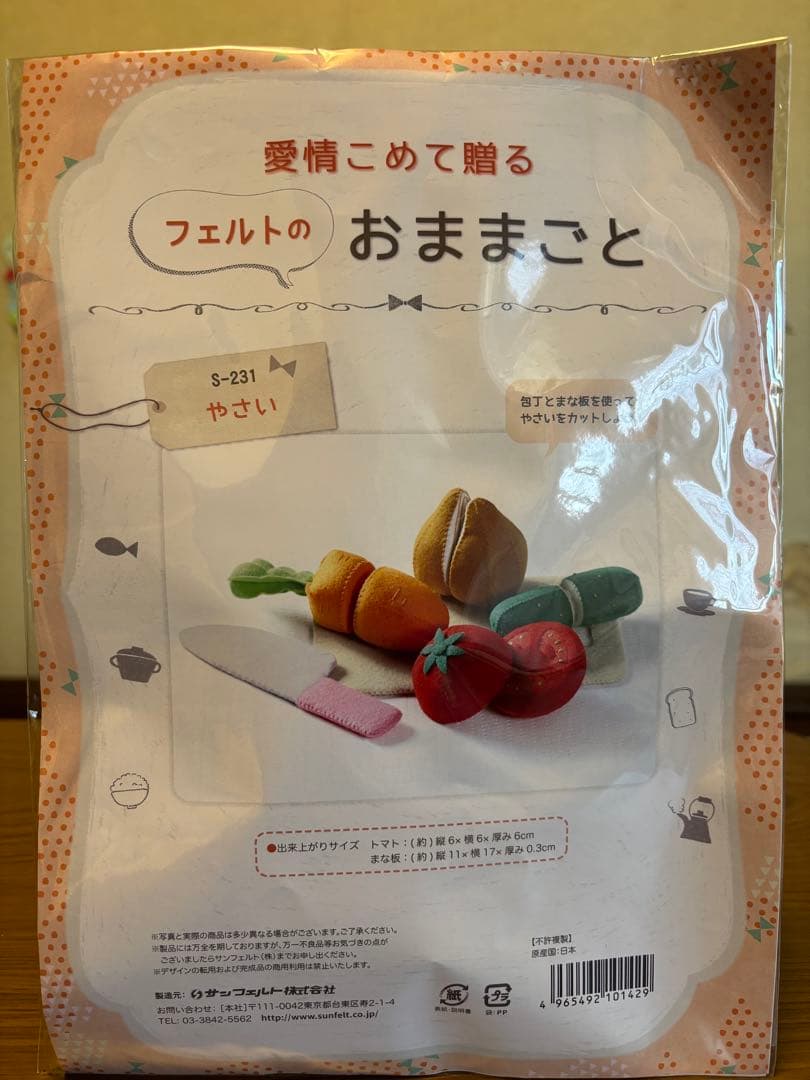 愛情こめて贈る
フェルトの
おままごと
S-231
やさい
包丁とまな板を使って
やさいをカットしよ
●出来上がりサイズ トマト：(約)縦6×横6×厚み6cm
まな板：(約)縦11×横17×厚み0.3cm
※写真と実際の商品は多少異なる場合がございます。ご了承ください。
※製品には万全を期しておりますが、万一不良品等お気づきの点が
ございましたらサンフェルト(株)までお申し出ください。
※デザインの転用および完成品の商用利用は禁止いたします。
【不許複製】
原産国：日本
製造元： サンフェルト株式会社
お問い合わせ：［本社］〒111-0042東京都台東区寿2-1-4
TEL: 03-3842-5562 http://www.sunfelt.co.jp/
紙
表紙・説明書
プラ
袋：PP
4 965492 101429